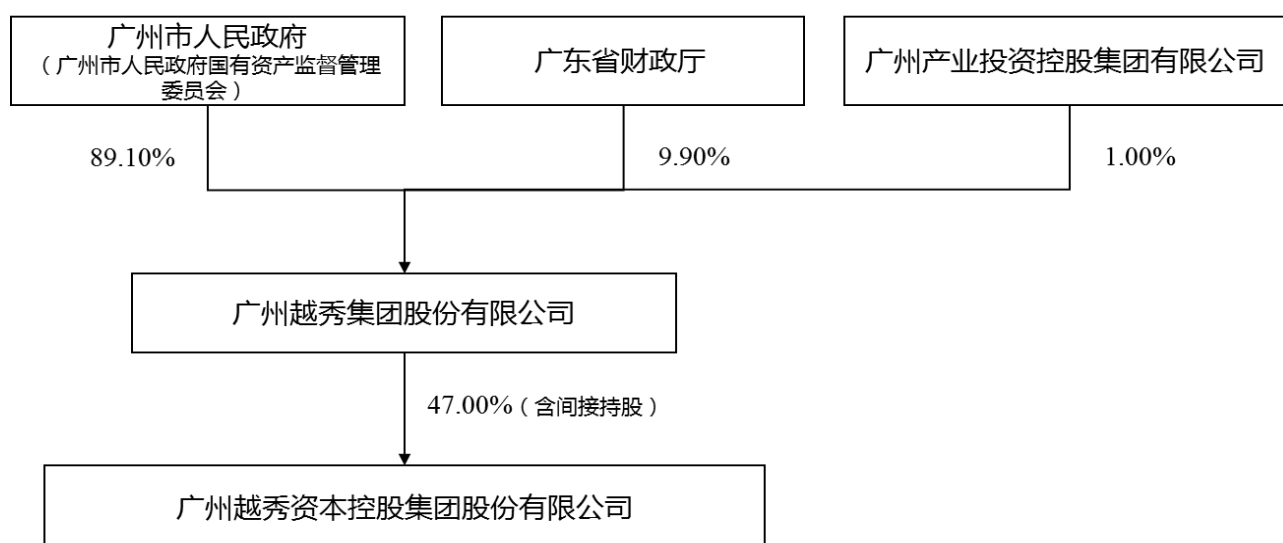 广州市人民政府
（广州市人民政府国有资产监督管理
委员会）
广东省财政厅
广州产业投资控股集团有限公司
89.10%
9.90%
1.00%
广州越秀集团股份有限公司
47.00%（含间接持股）
广州越秀资本控股集团股份有限公司